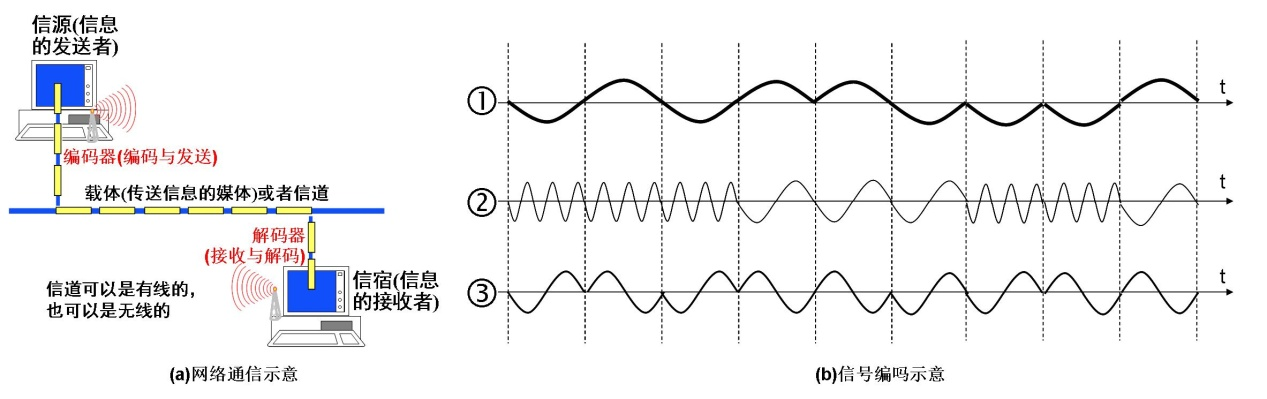 信源(信息
的发送者)
编码器(编码与发送)
载体(传送信息的媒体)或者信道
解码器
(接收与解码)
信道可以是有线的，
也可以是无线的
信宿(信息
的接收者)
(a)网络通信示意
① t
② t
③ t
(b)信号编吗示意